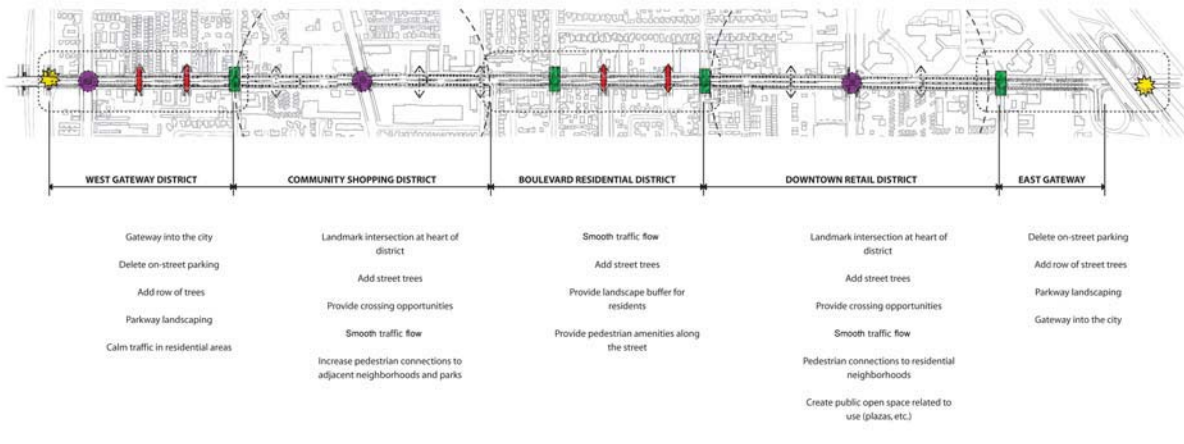 WEST GATEWAY DISTRICT
COMMUNITY SHOPPING DISTRICT
BOULEVARD RESIDENTIAL DISTRICT
DOWNTOWN RETAIL DISTRICT
EAST GATEWAY
Gateway into the city
Delete on-street parking
Add row of trees
Parkway landscaping
Calm traffic in residential areas
Landmark intersection at heart of
district
Add street trees
Provide crossing opportunities
Smooth traffic flow
Increase pedestrian connections to
adjacent neighborhoods and parks
Smooth traffic flow
Add street trees
Provide landscape buffer for
residents
Provide pedestrian amenities along
the street
Landmark intersection at heart of
district
Add street trees
Provide crossing opportunities
Smooth traffic flow
Pedestrian connections to residential
neighborhoods
Create public open space related to
use (plazas, etc.)
Delete on-street parking
Add row of street trees
Parkway landscaping
Gateway into the city